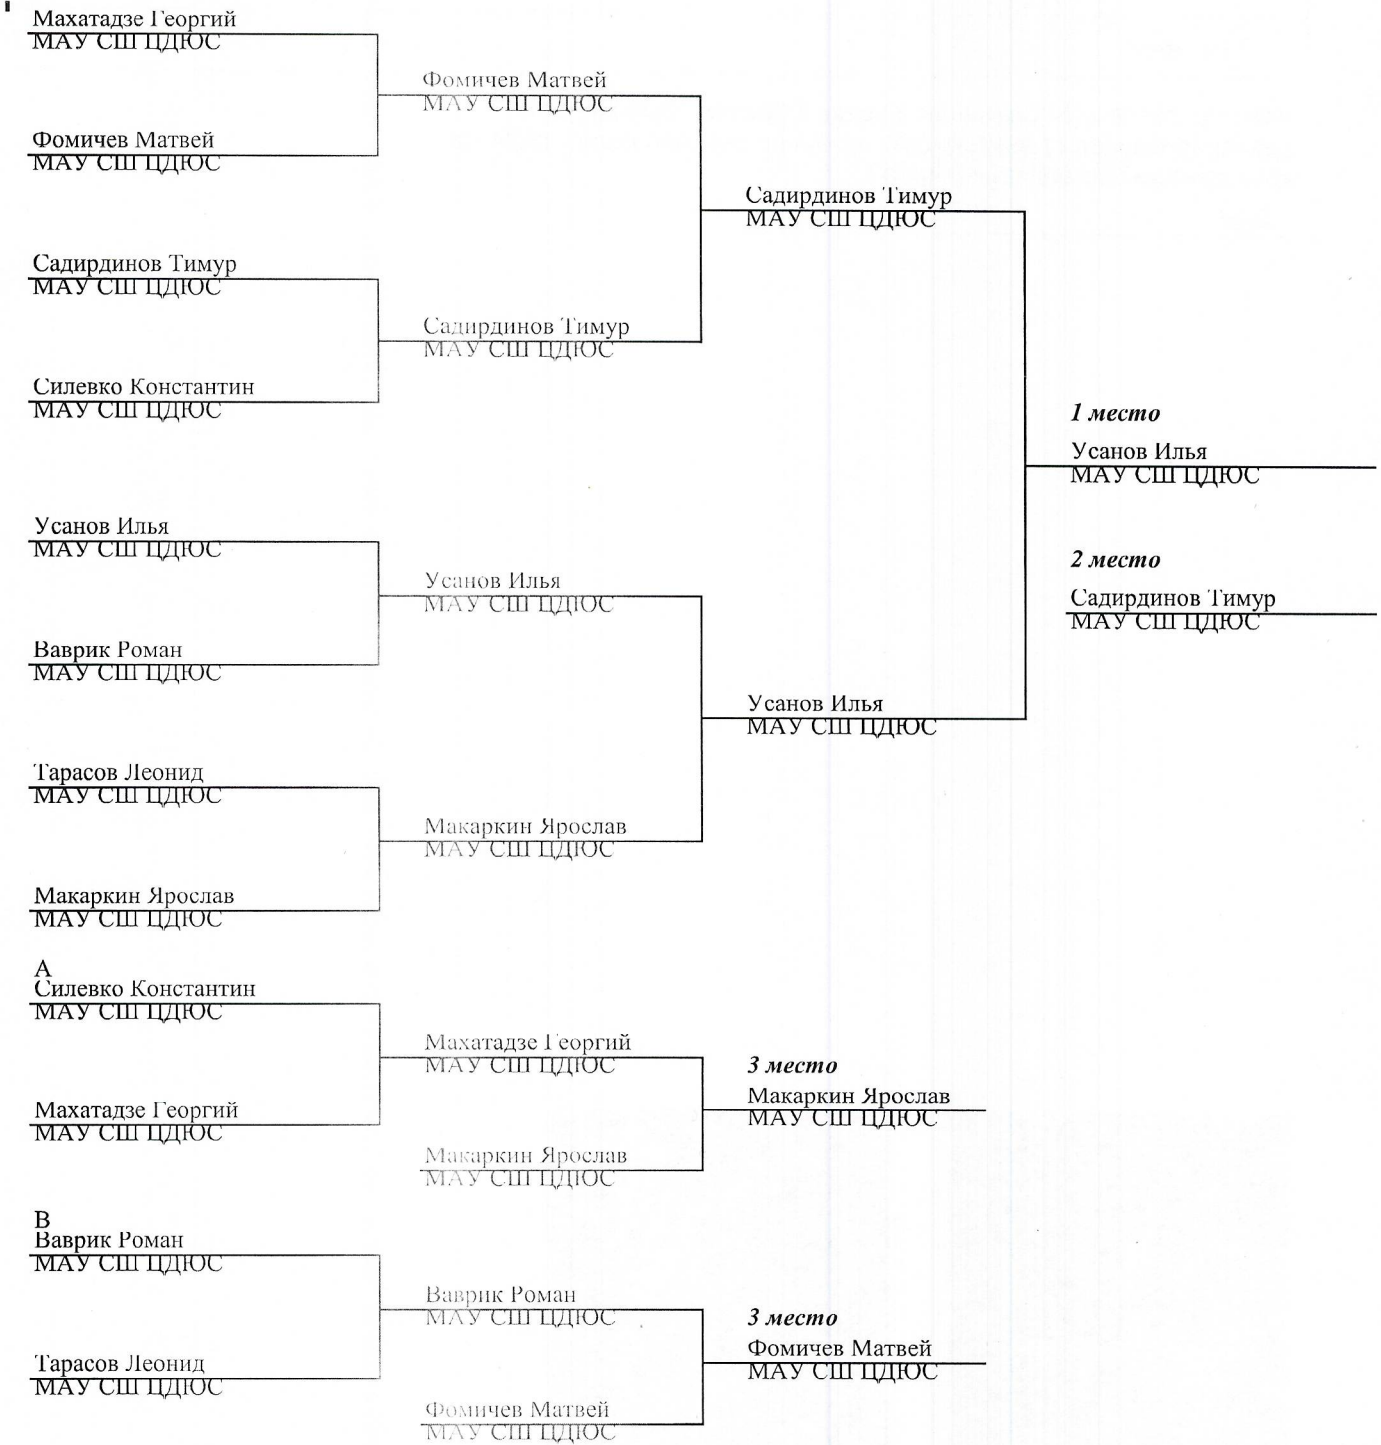 Махатадзе Георгий
МАУ СШ ЦДЮС
Фомичев Матвей
МАУ СШ ЦДЮС
Фомичев Матвей
МАУ СШ ЦДЮС
Садирдинов Тимур
МАУ СШ ЦДЮС
Садирдинов Тимур
МАУ СШ ЦДЮС
Садирдинов Тимур
МАУ СШ ЦДЮС
Силевко Константин
МАУ СШ ЦДЮС
1 место
Усанов Илья
МАУ СШ ЦДЮС
Усанов Илья
МАУ СШ ЦДЮС
2 место
Садирдинов Тимур
МАУ СШ ЦДЮС
Усанов Илья
МАУ СШ ЦДЮС
Ваврик Роман
МАУ СШ ЦДЮС
Усанов Илья
МАУ СШ ЦДЮС
Тарасов Леонид
МАУ СШ ЦДЮС
Макаркин Ярослав
МАУ СШ ЦДЮС
Макаркин Ярослав
МАУ СШ ЦДЮС
А
Силевко Константин
МАУ СШ ЦДЮС
Махатадзе Георгий
МАУ СШ ЦДЮС
3 место
Макаркин Ярослав
МАУ СШ ЦДЮС
Махатадзе Георгий
МАУ СШ ЦДЮС
Макаркин Ярослав
МАУ СШ ЦДЮС
В
Ваврик Роман
МАУ СШ ЦДЮС
Ваврик Роман
МАУ СШ ЦДЮС
3 место
Фомичев Матвей
МАУ СШ ЦДЮС
Тарасов Леонид
МАУ СШ ЦДЮС
Фомичев Матвей
МАУ СШ ЦДЮС